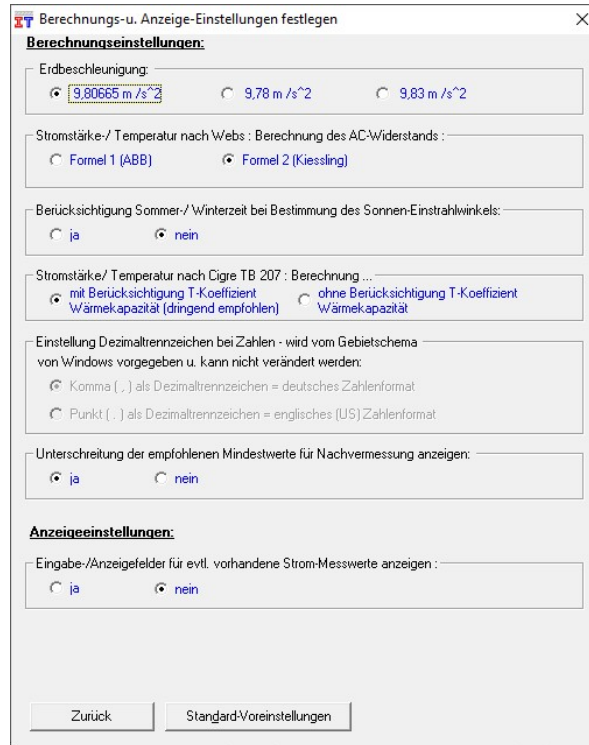 IT Berechnungs-u. Anzeige-Einstellungen festlegen
Berechnungseinstellungen:
Erdbeschleunigung:
9,80665 m /s^2 9,78 m /s^2 9,83 m /s^2
Stromstärke-/ Temperatur nach Webs : Berechnung des AC-Widerstands :
Formel 1 (ABB) Formel 2 (Kiessling)
Berücksichtigung Sommer-/ Winterzeit bei Bestimmung des Sonnen-Einstrahlwinkels:
ja nein
Stromstärke/ Temperatur nach Cigre TB 207 : Berechnung ...
mit Berücksichtigung T-Koeffizient
Wärmekapazität (dringend empfohlen)
ohne Berücksichtigung T-Koeffizient
Wärmekapazität
Einstellung Dezimaltrennzeichen bei Zahlen - wird vom Gebietschema
von Windows vorgegeben u. kann nicht verändert werden:
Komma ( , ) als Dezimaltrennzeichen = deutsches Zahlenformat
Punkt ( . ) als Dezimaltrennzeichen = englisches (US) Zahlenformat
Unterschreitung der empfohlenen Mindestwerte für Nachvermessung anzeigen:
ja nein
Anzeigeeinstellungen:
Eingabe-/Anzeigefelder für evtl. vorhandene Strom-Messwerte anzeigen :
ja nein
Zurück Standard-Voreinstellungen